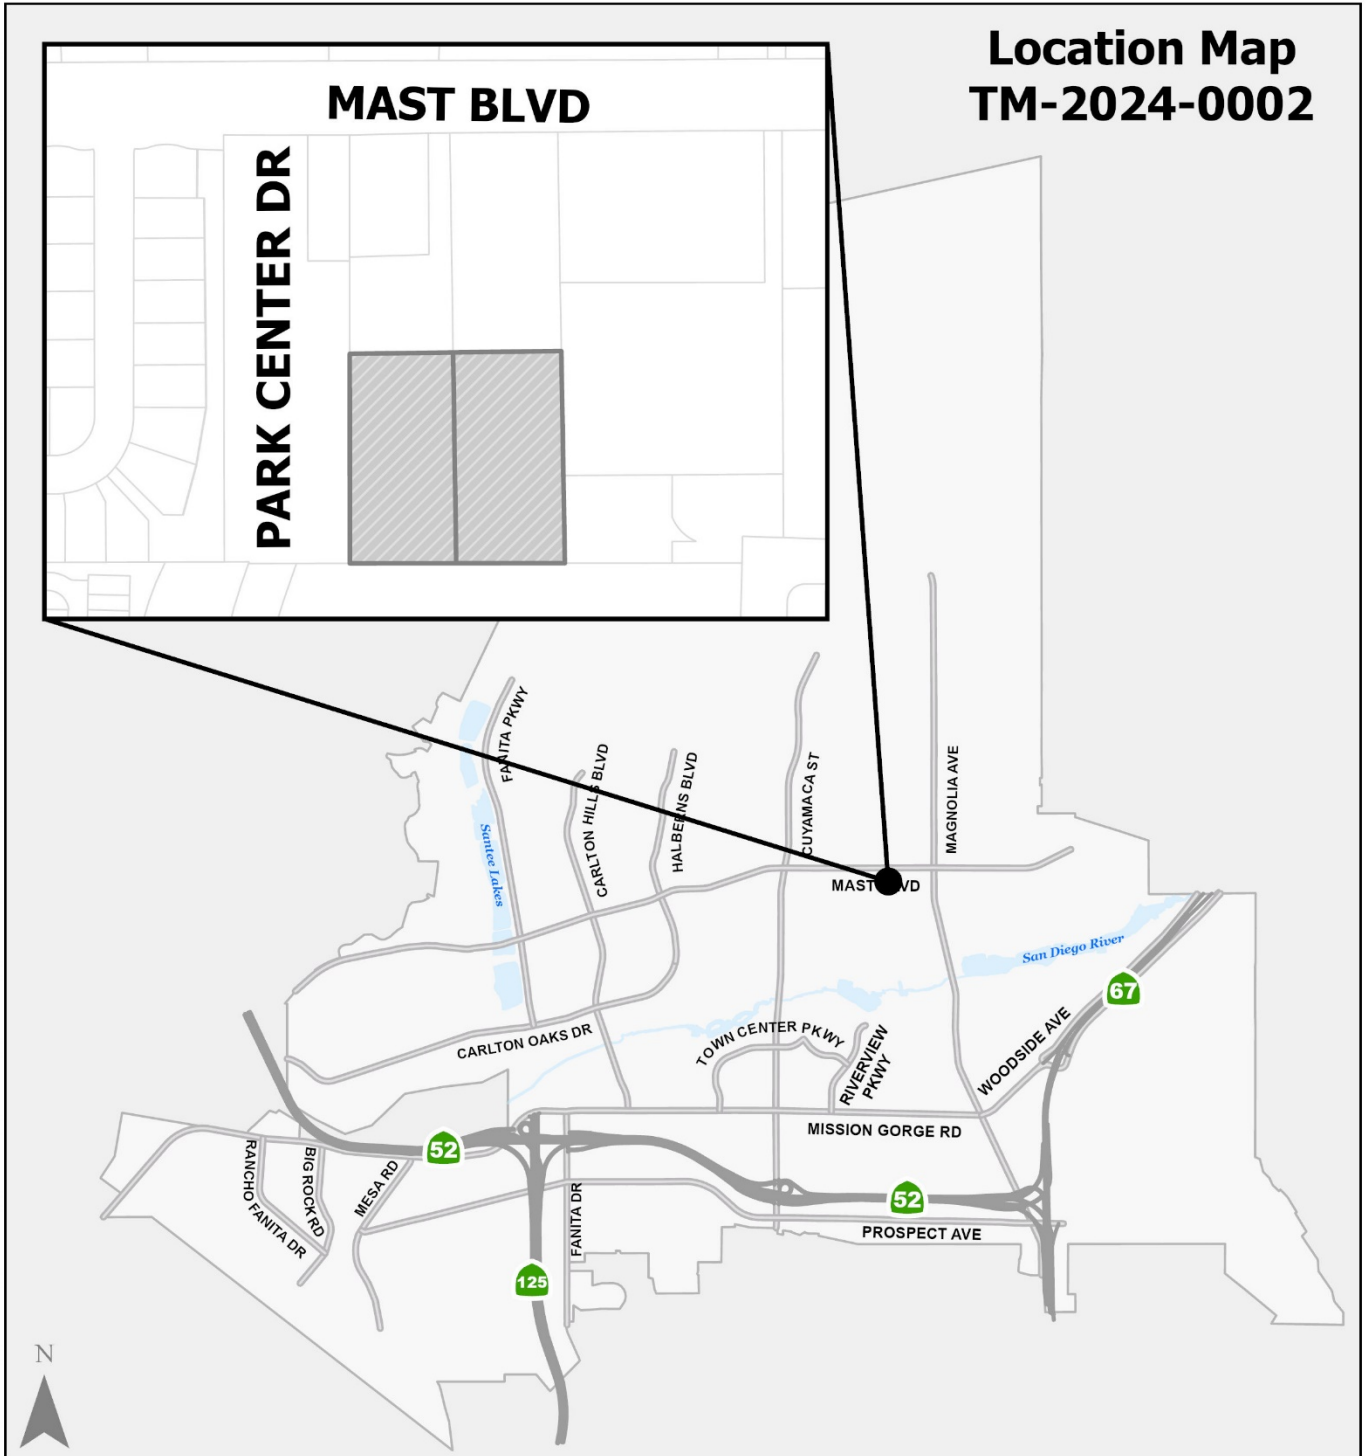 Location Map
TM-2024-0002
MAST BLVD
PARK CENTER DR
FANITA PKWY
CARLTON HILLS BLVD
HALBERNS BLVD
CUYAMACA ST
MAGNOLIA AVE
Santee Lakes
MAST BLVD
San Diego River
67
CARLTON OAKS DR
TOWN CENTER PKWY
RIVERVIEW
PKWY
WOODSIDE AVE
MISSION GORGE RD
52
RANCHO FANITA DR
BIG ROCK RD
MESA RD
52
FANITA DR
PROSPECT AVE
125
N